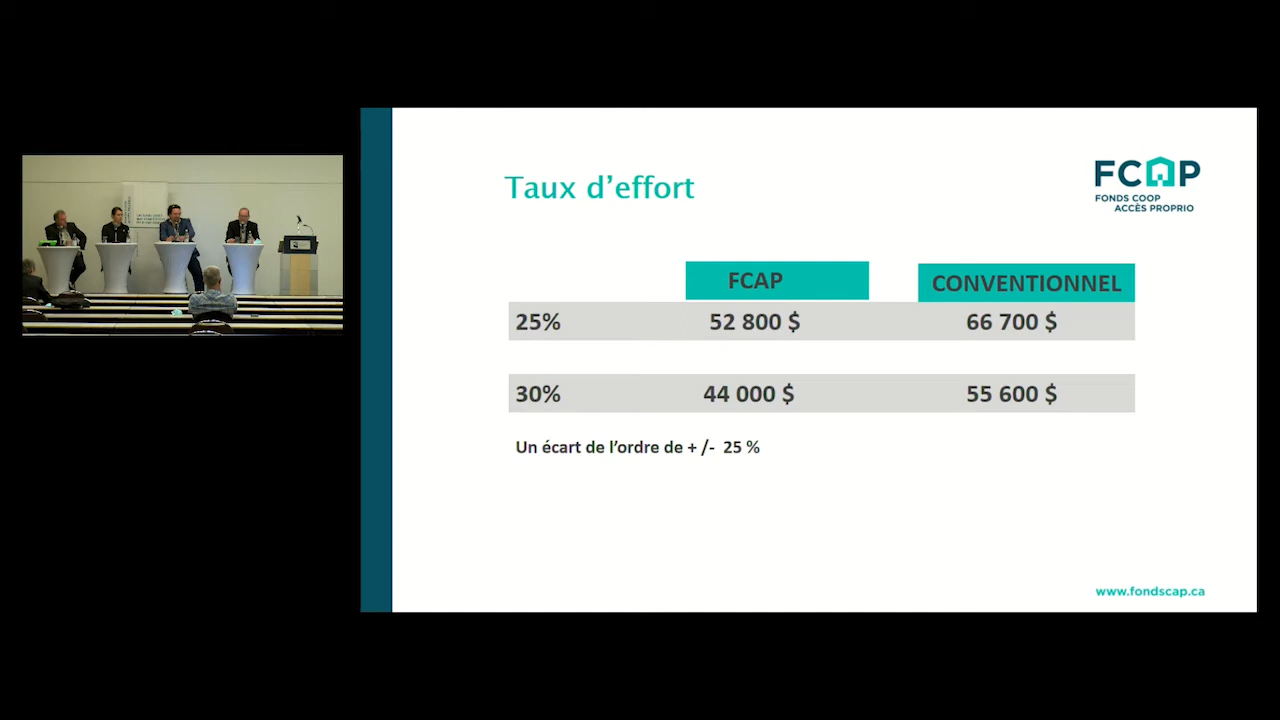 Taux d'effort
FCAP
FONDS COOP
ACCÈS PROPRIO
FCAP CONVENTIONNEL
25% 52 800 $ 66 700 $
30% 44 000 $ 55 600 $
Un écart de l'ordre de + /- 25 %
www.fondscap.ca